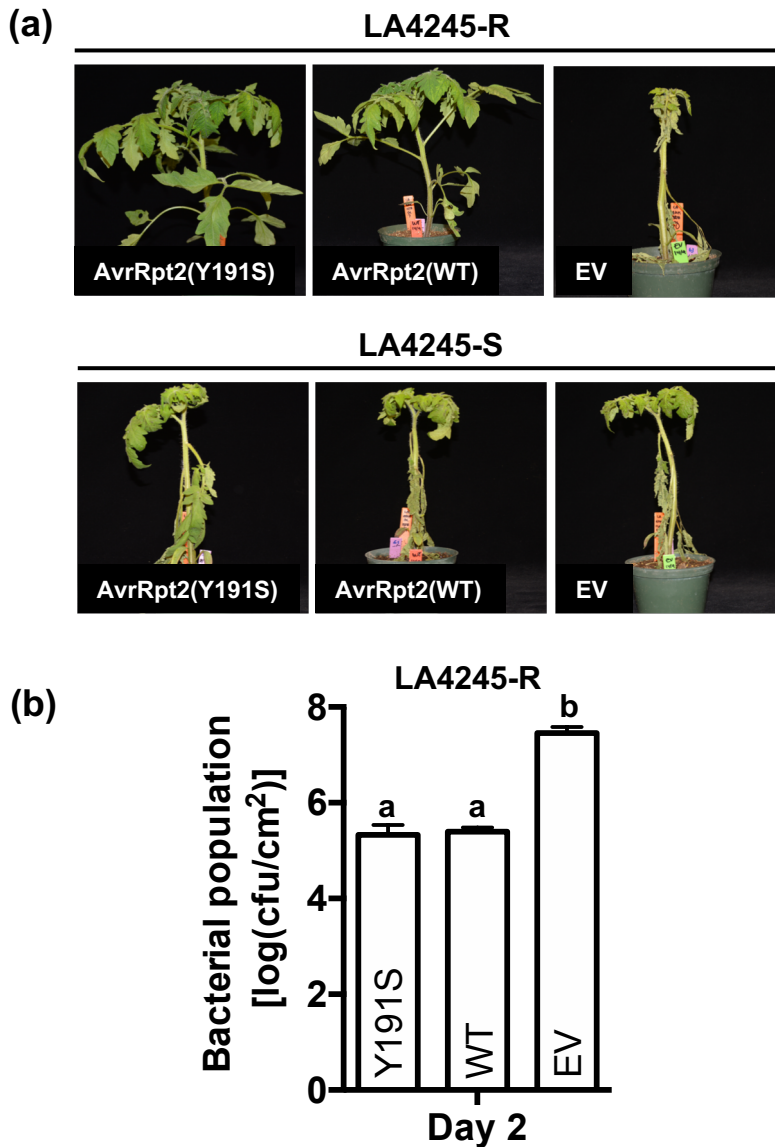 (a)
LA4245-R
AvrRpt2(Y191S)
AvrRpt2(WT)
EV
LA4245-S
AvrRpt2(Y191S)
AvrRpt2(WT)
EV
(b)
LA4245-R
Bacterial population
[log(cfu/cm²)]
8
6
4
2
0
a
a
b
Y191S
WT
EV
Day 2